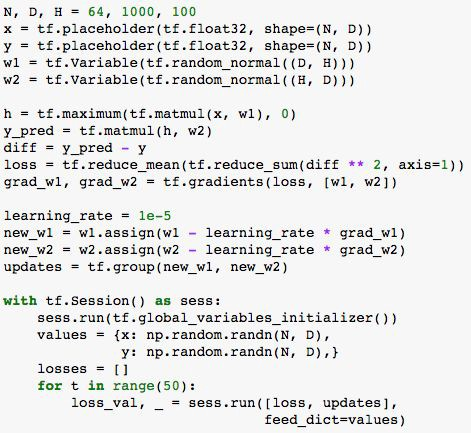 N, D, H = 64, 1000, 100
x = tf.placeholder(tf.float32, shape=(N, D))
y = tf.placeholder(tf.float32, shape=(N, D))
w1 = tf.Variable(tf.random_normal((D, H)))
w2 = tf.Variable(tf.random_normal((H, D)))

h = tf.maximum(tf.matmul(x, w1), 0)
y_pred = tf.matmul(h, w2)
diff = y_pred - y
loss = tf.reduce_mean(tf.reduce_sum(diff ** 2, axis=1))
grad_w1, grad_w2 = tf.gradients(loss, [w1, w2])

learning_rate = 1e-5
new_w1 = w1.assign(w1 - learning_rate * grad_w1)
new_w2 = w2.assign(w2 - learning_rate * grad_w2)
updates = tf.group(new_w1, new_w2)

with tf.Session() as sess:
    sess.run(tf.global_variables_initializer())
    values = {x: np.random.randn(N, D),
              y: np.random.randn(N, D),}
    losses = []
    for t in range(50):
        loss_val, _ = sess.run([loss, updates],
                               feed_dict=values)